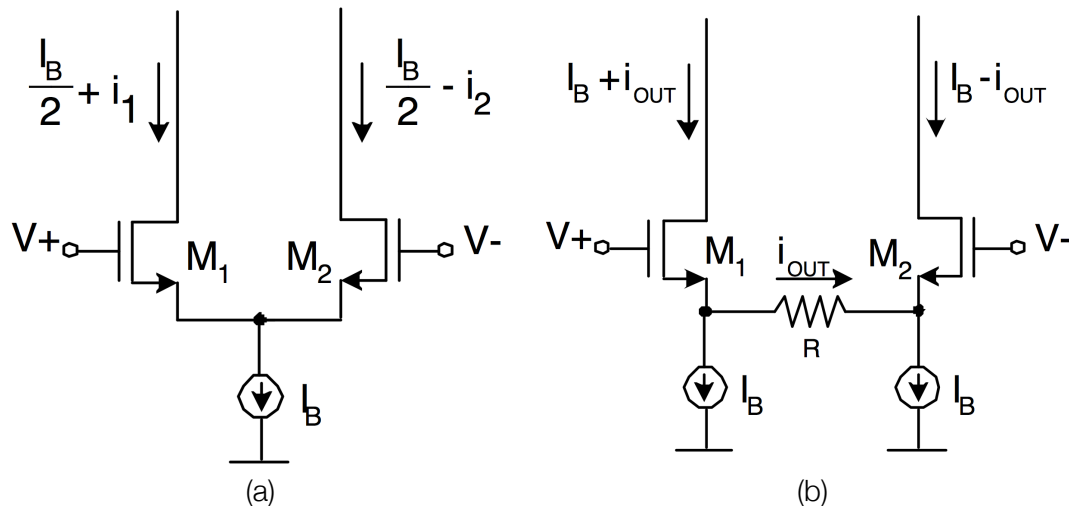 I_B/2 + i_1
I_B/2 - i_2
V+
M_1
M_2
V-
I_B
(a)
I_B + i_OUT
I_B - i_OUT
V+
M_1
i_OUT
M_2
V-
R
I_B
I_B
(b)